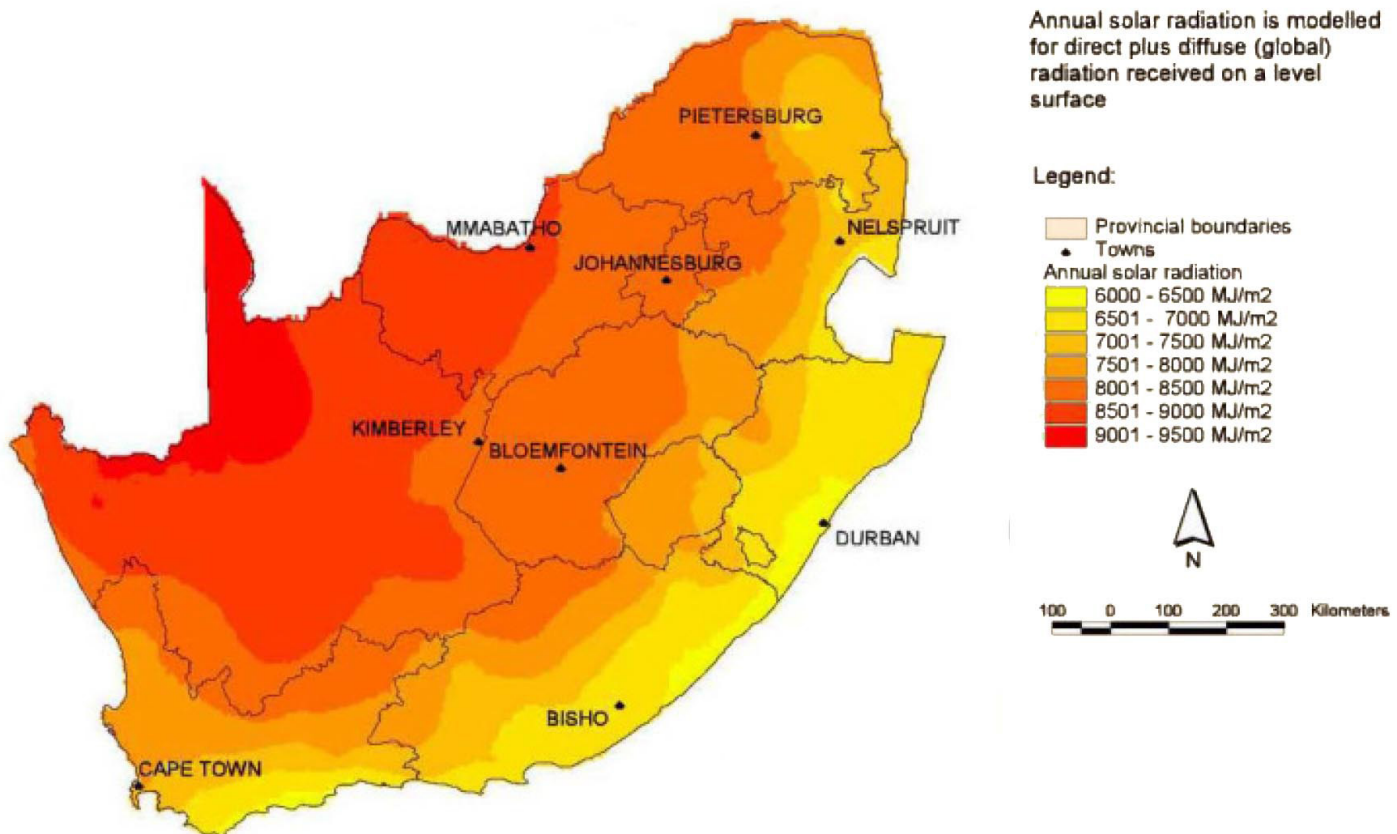 Annual solar radiation is modelled
for direct plus diffuse (global)
radiation received on a level
surface
PIETERSBURG
MMABATHO
NELSPRUIT
JOHANNESBURG
KIMBERLEY
BLOEMFONTEIN
DURBAN
BISHO
CAPE TOWN
Legend:
Provincial boundaries
Towns
Annual solar radiation
6000 - 6500 MJ/m2
6501 - 7000 MJ/m2
7001 - 7500 MJ/m2
7501 - 8000 MJ/m2
8001 - 8500 MJ/m2
8501 - 9000 MJ/m2
9001 - 9500 MJ/m2
N
100 0 100 200 300 Kilometers